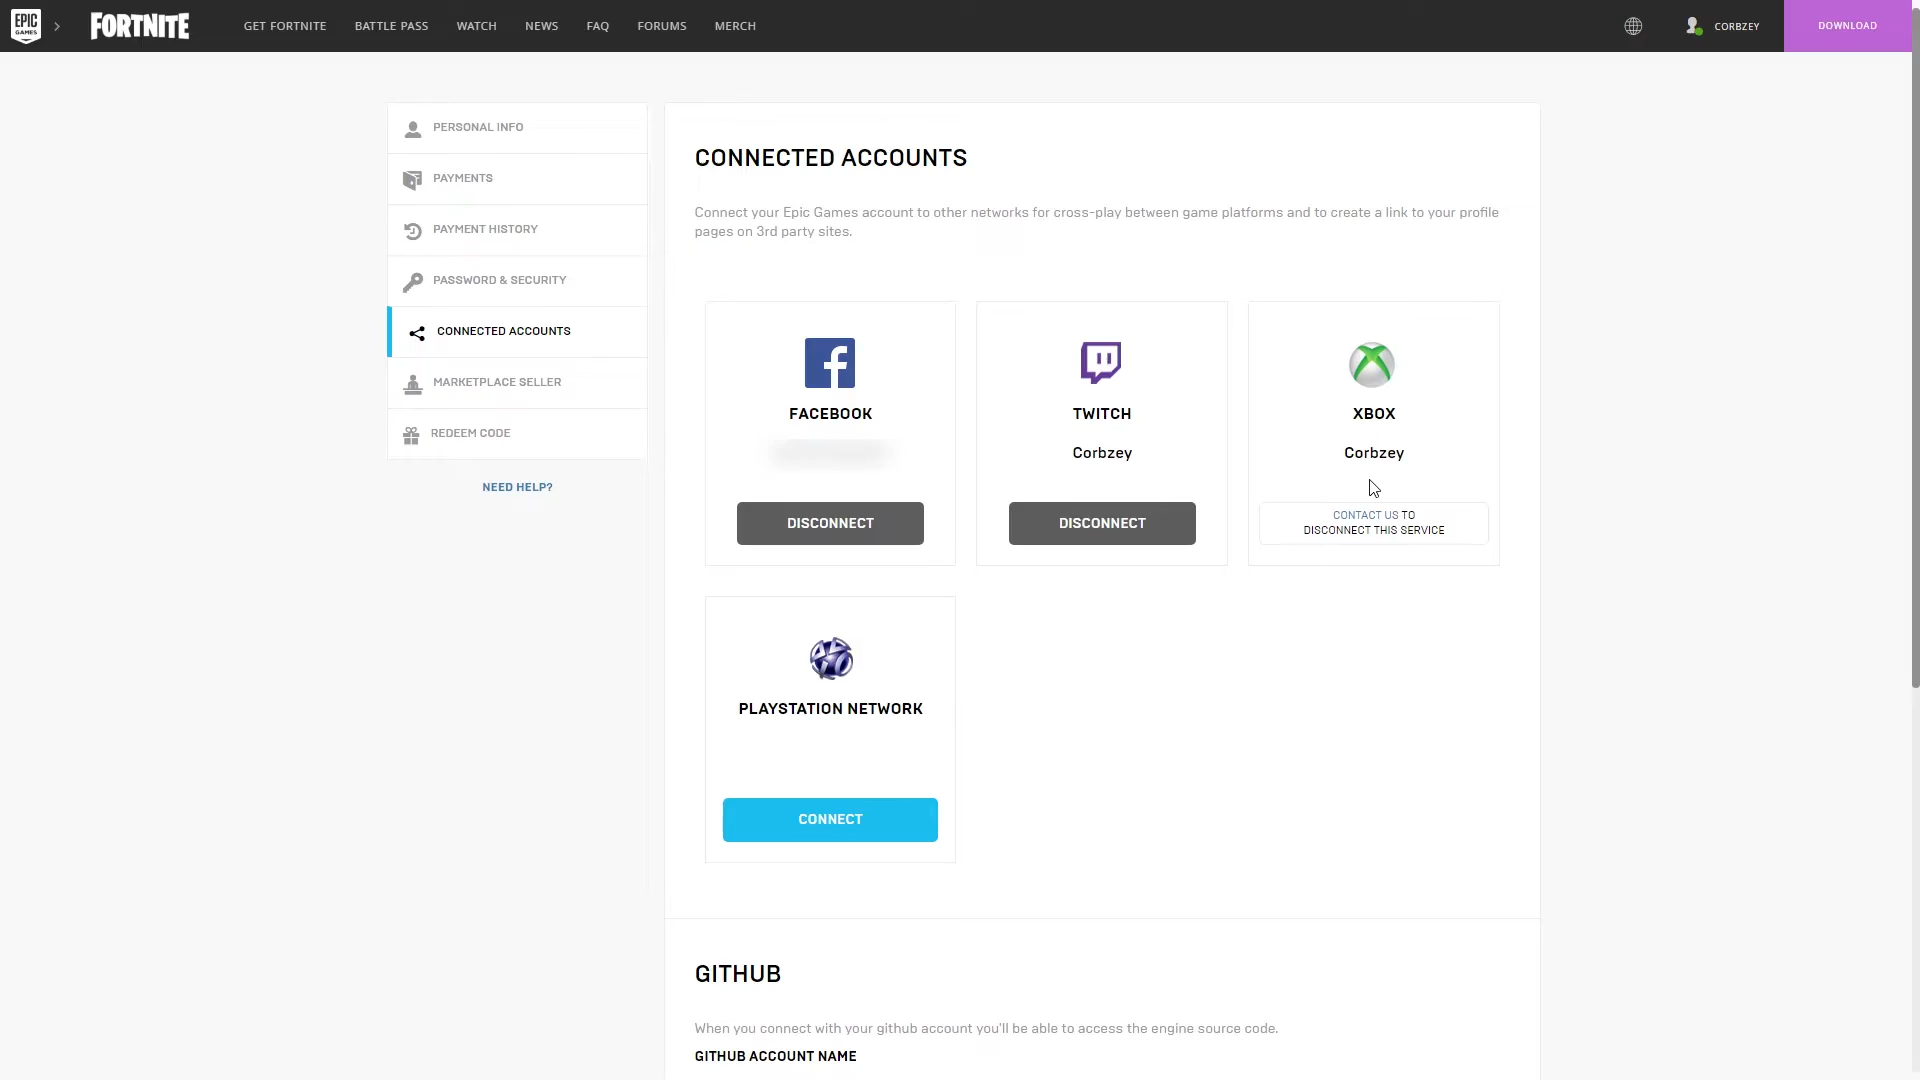 EPIC
GAMES
FORTNITE
GET FORTNITE
BATTLE PASS
WATCH
NEWS
FAQ
FORUMS
MERCH
CORBZEY
DOWNLOAD
PERSONAL INFO
PAYMENTS
PAYMENT HISTORY
PASSWORD & SECURITY
CONNECTED ACCOUNTS
MARKETPLACE SELLER
REDEEM CODE
NEED HELP?
CONNECTED ACCOUNTS
Connect your Epic Games account to other networks for cross-play between game platforms and to create a link to your profile
pages on 3rd party sites.
FACEBOOK
DISCONNECT
TWITCH
Corbzey
DISCONNECT
XBOX
Corbzey
CONTACT US TO
DISCONNECT THIS SERVICE
PLAYSTATION NETWORK
CONNECT
GITHUB
When you connect with your github account you'll be able to access the engine source code.
GITHUB ACCOUNT NAME